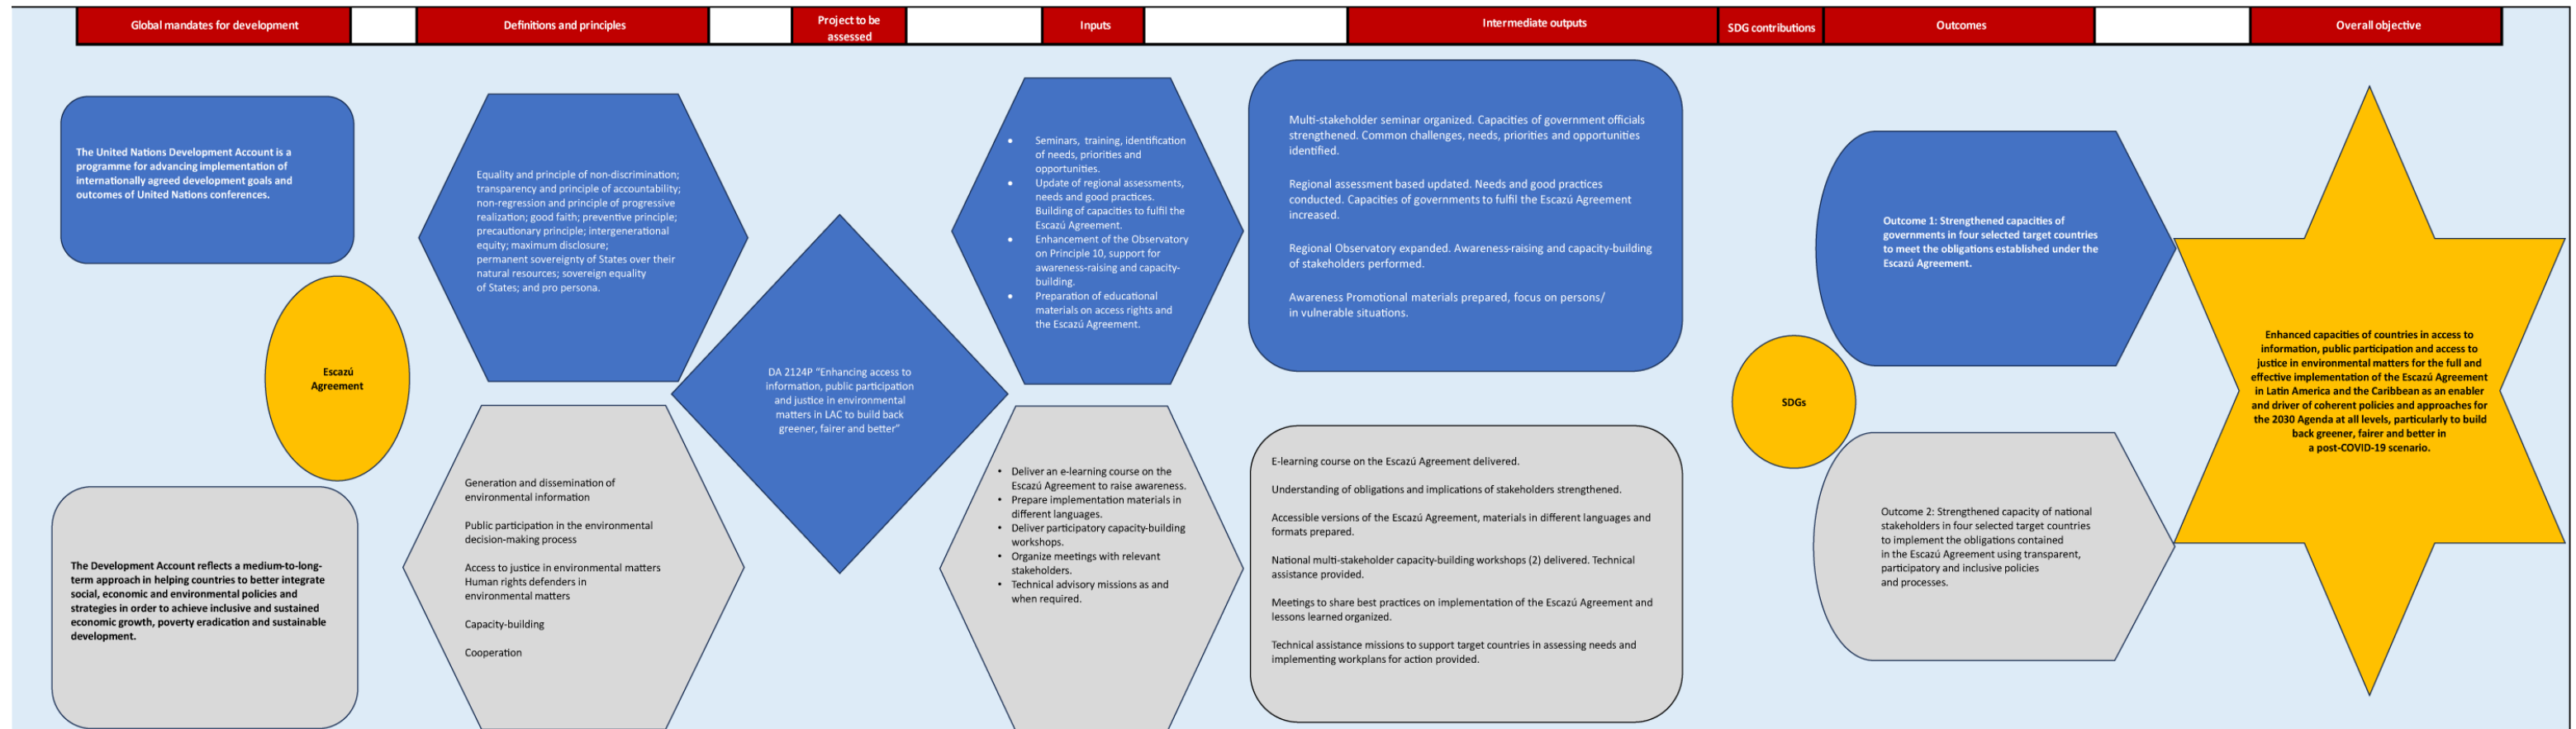 Global mandates for development
Definitions and principles
Project to be
assessed
Inputs
Intermediate outputs
SDG contributions
Outcomes
Overall objective
The United Nations Development Account is a
programme for advancing implementation of
internationally agreed development goals and
outcomes of United Nations conferences.
Escazú
Agreement
The Development Account reflects a medium-to-long-
term approach in helping countries to better integrate
social, economic and environmental policies and
strategies in order to achieve inclusive and sustained
economic growth, poverty eradication and sustainable
development.
Equality and principle of non-discrimination;
transparency and principle of accountability;
non-regression and principle of progressive
realization; good faith; preventive principle;
precautionary principle; intergenerational
equity; maximum disclosure;
permanent sovereignty of States over their
natural resources; sovereign equality
of States; and pro persona.
Generation and dissemination of
environmental information
Public participation in the environmental
decision-making process
Access to justice in environmental matters
Human rights defenders in
environmental matters
Capacity-building
Cooperation
DA 2124P “Enhancing access to
information, public participation
and justice in environmental
matters in LAC to build back
greener, fairer and better”
• Seminars, training, identification
of needs, priorities and
opportunities.
• Update of regional assessments,
needs and good practices.
Building of capacities to fulfil the
Escazú Agreement.
• Enhancement of the Observatory
on Principle 10, support for
awareness-raising and capacity-
building.
• Preparation of educational
materials on access rights and
the Escazú Agreement.
• Deliver an e-learning course on the
Escazú Agreement to raise awareness.
• Prepare implementation materials in
different languages.
• Deliver participatory capacity-building
workshops.
• Organize meetings with relevant
stakeholders.
• Technical advisory missions as and
when required.
Multi-stakeholder seminar organized. Capacities of government officials
strengthened. Common challenges, needs, priorities and opportunities
identified.
Regional assessment based updated. Needs and good practices
conducted. Capacities of governments to fulfil the Escazú Agreement
increased.
Regional Observatory expanded. Awareness-raising and capacity-building
of stakeholders performed.
Awareness Promotional materials prepared, focus on persons/
in vulnerable situations.
E-learning course on the Escazú Agreement delivered.
Understanding of obligations and implications of stakeholders strengthened.
Accessible versions of the Escazú Agreement, materials in different languages and
formats prepared.
National multi-stakeholder capacity-building workshops (2) delivered. Technical
assistance provided.
Meetings to share best practices on implementation of the Escazú Agreement and
lessons learned organized.
Technical assistance missions to support target countries in assessing needs and
implementing workplans for action provided.
SDGs
Outcome 1: Strengthened capacities of
governments in four selected target countries
to meet the obligations established under the
Escazú Agreement.
Outcome 2: Strengthened capacity of national
stakeholders in four selected target countries
to implement the obligations contained
in the Escazú Agreement using transparent,
participatory and inclusive policies
and processes.
Enhanced capacities of countries in access to
information, public participation and access to
justice in environmental matters for the full and
effective implementation of the Escazú Agreement
in Latin America and the Caribbean as an enabler
and driver of coherent policies and approaches for
the 2030 Agenda at all levels, particularly to build
back greener, fairer and better in
a post-COVID-19 scenario.